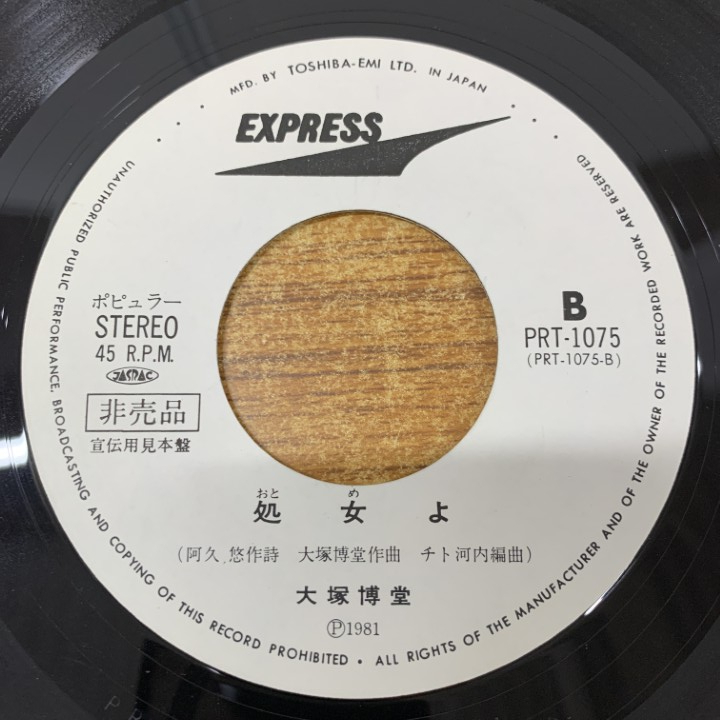 MFD. BY TOSHIBA-EMI LTD. IN JAPAN
EXPRESS
ポピュラー
STEREO
45 R.P.M.
JASRAC
非売品
宣伝用見本盤
B
PRT-1075
(PRT-1075-B)
おとめ
処女よ
(阿久 悠作詩 大塚博堂作曲 チト河内編曲)
大塚博堂
Ⓟ1981
UNAUTHORIZED PUBLIC PERFORMANCE, BROADCASTING AND COPYING OF THIS RECORD PROHIBITED • ALL RIGHTS OF THE MANUFACTURER AND OF THE OWNER OF THE RECORDED WORK ARE RESERVED